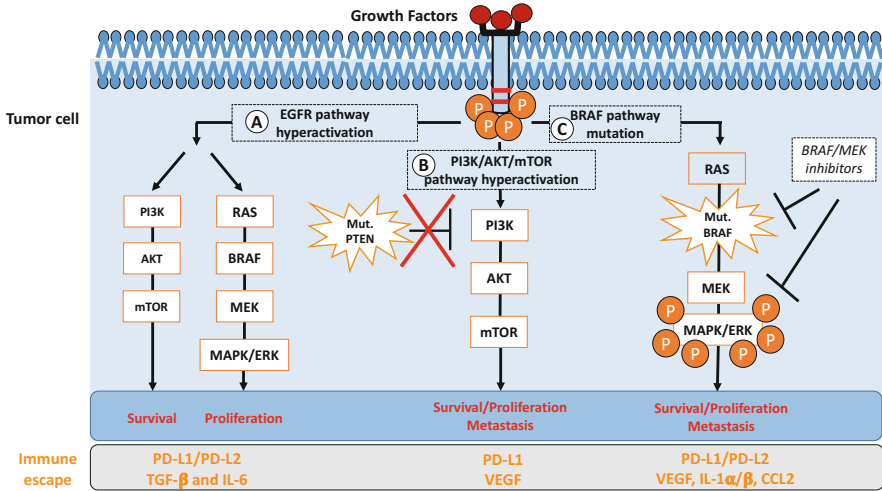 Growth Factors
Tumor cell
P
P
P
P
A
EGFR pathway
hyperactivation
B
PI3K/AKT/mTOR
pathway hyperactivation
C
BRAF pathway
mutation
BRAF/MEK
inhibitors
PI3K
AKT
mTOR
RAS
BRAF
MEK
MAPK/ERK
Mut.
PTEN
PI3K
AKT
mTOR
RAS
Mut.
BRAF
MEK
MAPK/ERK
P
P
P
P
P
P
Survival
Proliferation
Survival/Proliferation
Metastasis
Survival/Proliferation
Metastasis
Immune
escape
PD-L1/PD-L2
TGF-β and IL-6
PD-L1
VEGF
PD-L1/PD-L2
VEGF, IL-1α/β, CCL2